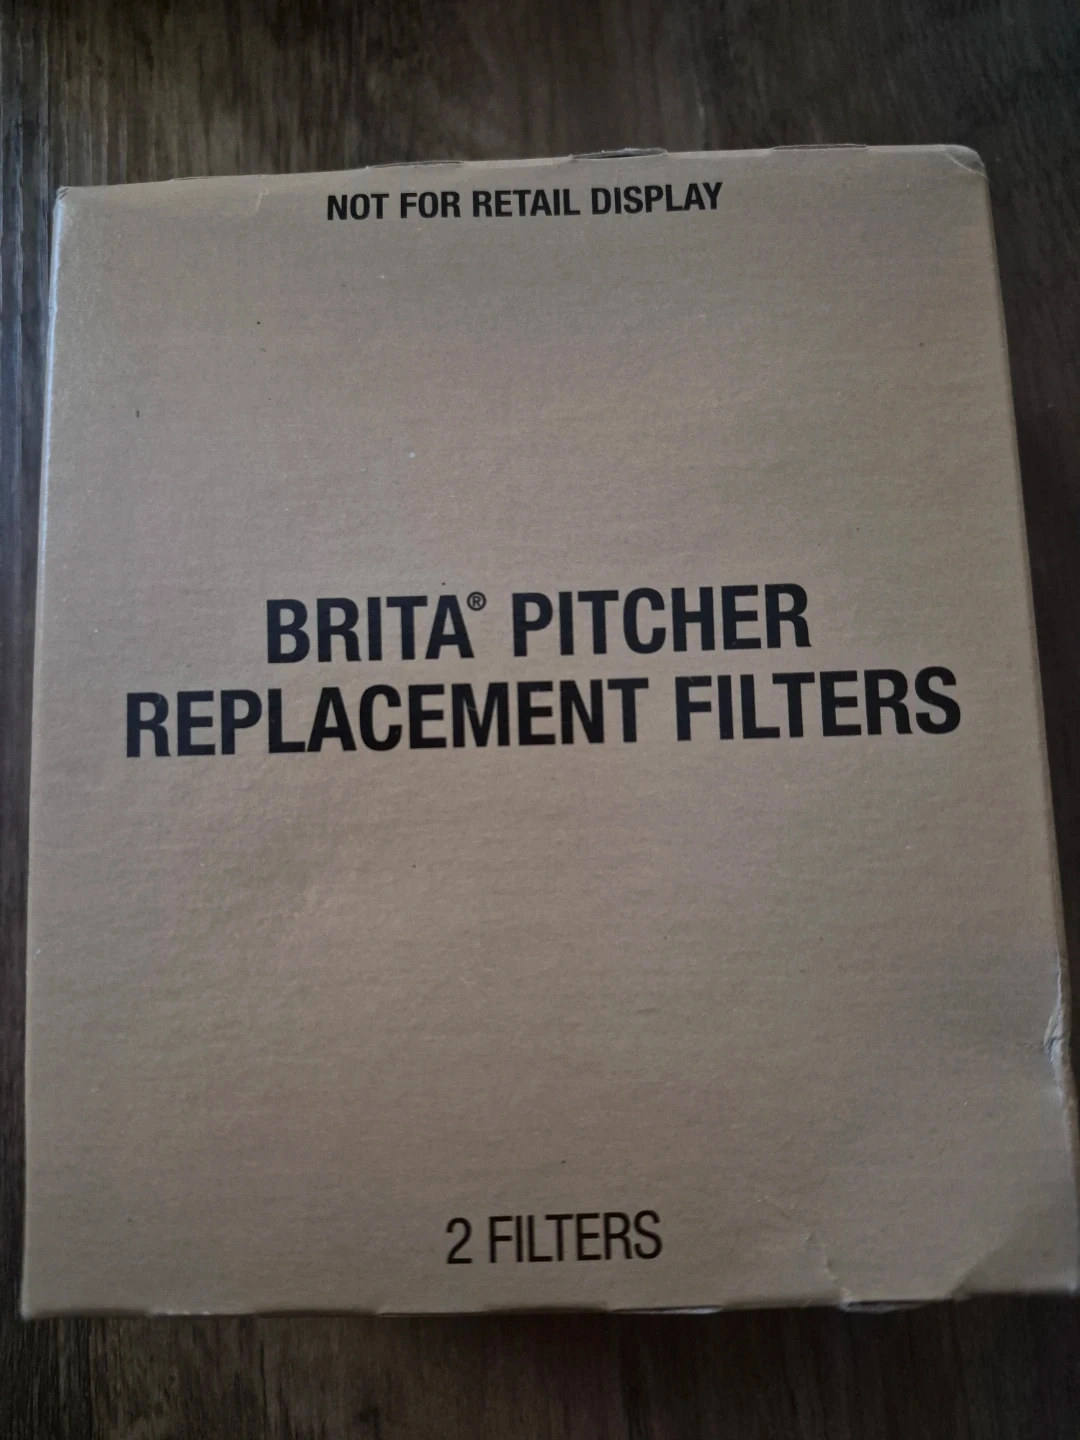 NOT FOR RETAIL DISPLAY
BRITA® PITCHER
REPLACEMENT FILTERS
2 FILTERS